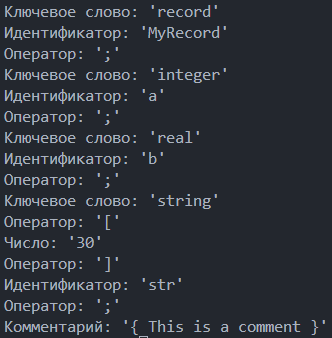 Ключевое слово: 'record'
Идентификатор: 'MyRecord'
Оператор: ';'
Ключевое слово: 'integer'
Идентификатор: 'a'
Оператор: ';'
Ключевое слово: 'real'
Идентификатор: 'b'
Оператор: ';'
Ключевое слово: 'string'
Оператор: '['
Число: '30'
Оператор: ']'
Идентификатор: 'str'
Оператор: ';'
Комментарий: '{ This is a comment }'